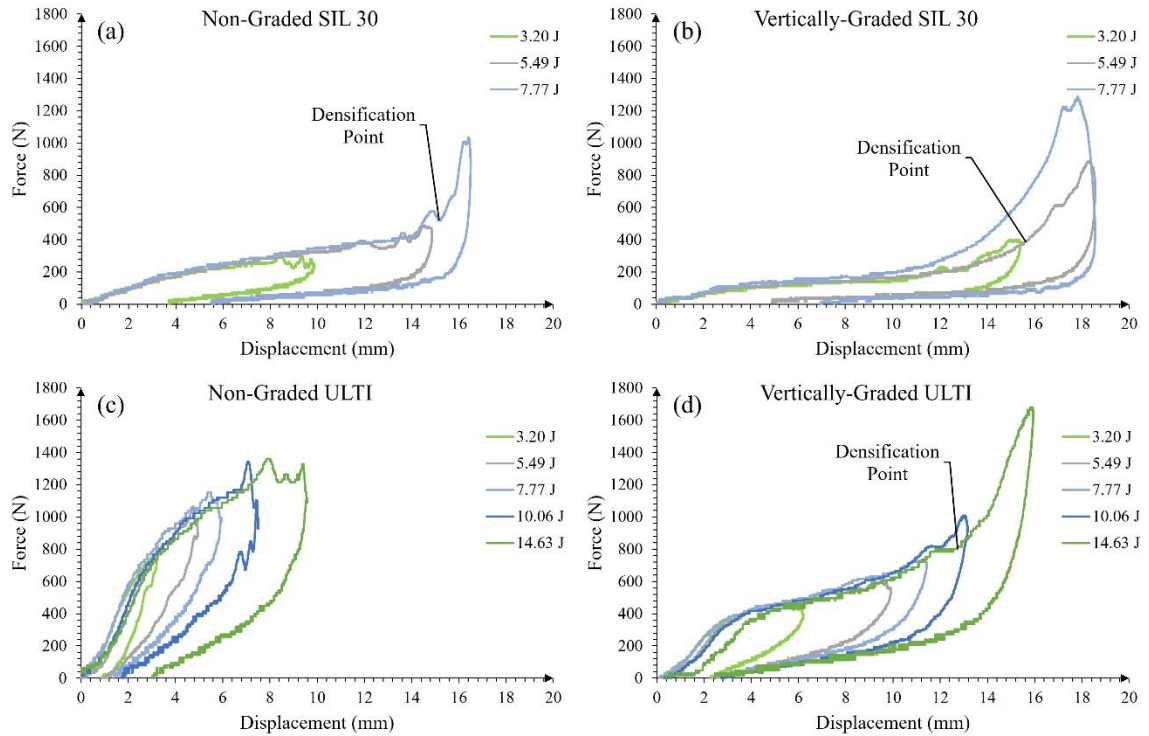 Non-Graded SIL 30
(a)
3.20 J
5.49 J
7.77 J
Densification
Point
Force (N)
1800
1600
1400
1200
1000
800
600
400
200
0
0 2 4 6 8 10 12 14 16 18 20
Displacement (mm)
Vertically-Graded SIL 30
(b)
3.20 J
5.49 J
7.77 J
Densification
Point
Force (N)
1800
1600
1400
1200
1000
800
600
400
200
0
0 2 4 6 8 10 12 14 16 18 20
Displacement (mm)
Non-Graded ULTI
(c)
3.20 J
5.49 J
7.77 J
10.06 J
14.63 J
Force (N)
1800
1600
1400
1200
1000
800
600
400
200
0
0 2 4 6 8 10 12 14 16 18 20
Displacement (mm)
Vertically-Graded ULTI
(d)
3.20 J
5.49 J
7.77 J
10.06 J
14.63 J
Densification
Point
Force (N)
1800
1600
1400
1200
1000
800
600
400
200
0
0 2 4 6 8 10 12 14 16 18 20
Displacement (mm)